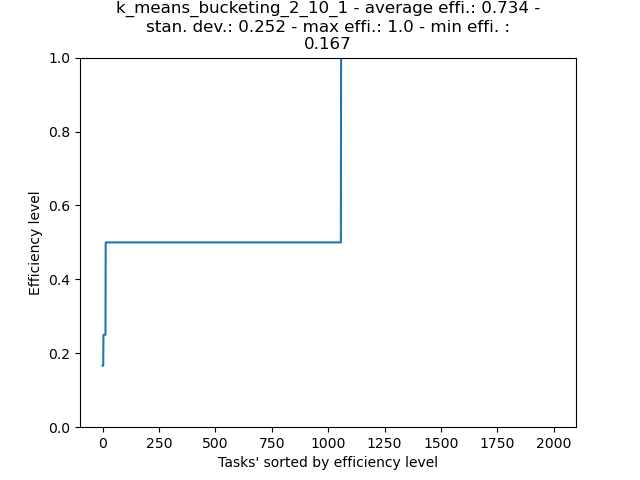 k_means_bucketing_2_10_1 - average effi.: 0.734 -
stan. dev.: 0.252 - max effi.: 1.0 - min effi. :
0.167
1.0
0.8
0.6
0.4
0.2
0.0
Efficiency level
0 250 500 750 1000 1250 1500 1750 2000
Tasks' sorted by efficiency level